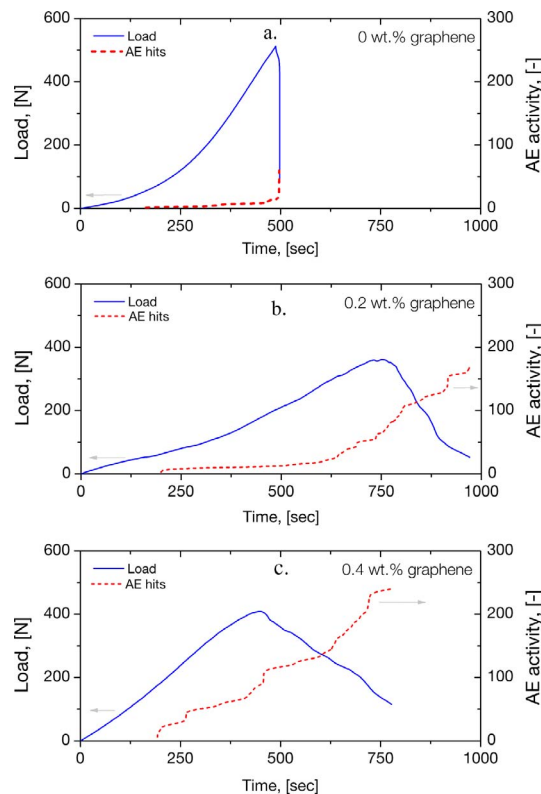 a.
0 wt.% graphene
Load
AE hits
Load, [N]
600
400
200
0
AE activity, [-]
300
200
100
0
0 250 500 750 1000
Time, [sec]
b.
0.2 wt.% graphene
Load
AE hits
Load, [N]
600
400
200
0
AE activity, [-]
300
200
100
0
0 250 500 750 1000
Time, [sec]
c.
0.4 wt.% graphene
Load
AE hits
Load, [N]
600
400
200
0
AE activity, [-]
300
200
100
0
0 250 500 750 1000
Time, [sec]